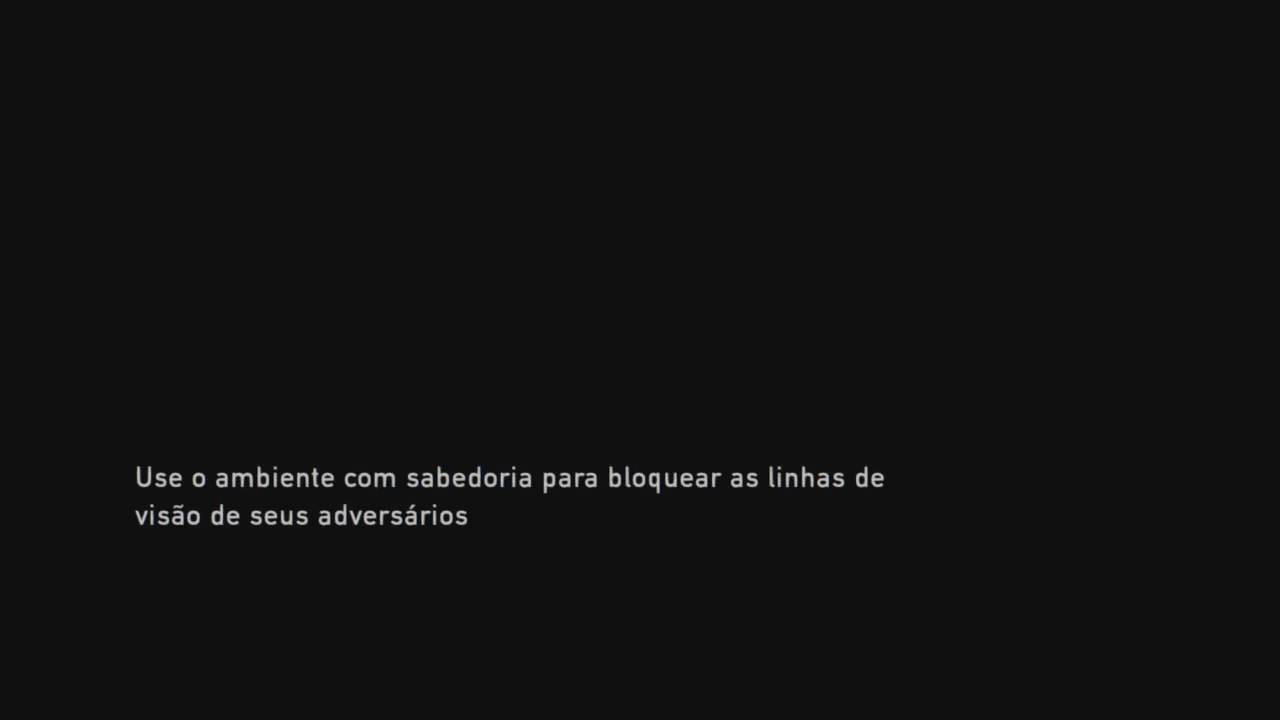 Use o ambiente com sabedoria para bloquear as linhas de
visão de seus adversários